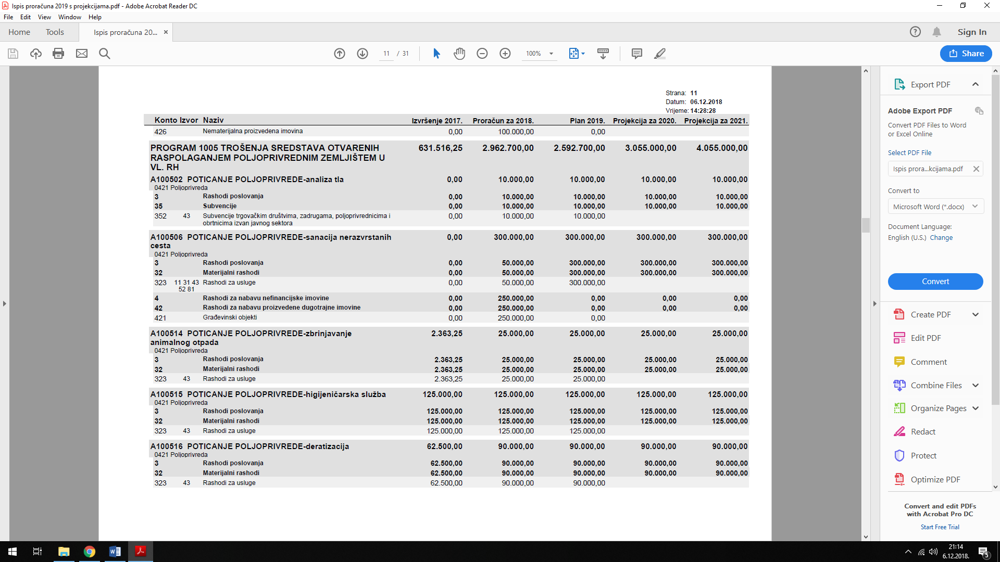 Ispis proračuna 2019 s projekcijama.pdf - Adobe Acrobat Reader DC
File Edit View Window Help
Home Tools Ispis proračuna 20... × Sign In
11 / 31 100% Share
Strana: 11
Datum: 06.12.2018
Vrijeme: 14:28:28
Konto Izvor Naziv Izvršenje 2017. Proračun za 2018. Plan 2019. Projekcija za 2020. Projekcija za 2021.
426 Nematerijalna proizvedena imovina 0,00 100.000,00 0,00
PROGRAM 1005 TROŠENJA SREDSTAVA OTVARENIH 631.516,25 2.962.700,00 2.592.700,00 3.055.000,00 4.055.000,00
RASPOLAGANJEM POLJOPRIVREDNIM ZEMLJIŠTEM U
VL. RH
A100502 POTICANJE POLJOPRIVREDE-analiza tla 0,00 10.000,00 10.000,00 10.000,00 10.000,00
0421 Poljoprivreda
3 Rashodi poslovanja 0,00 10.000,00 10.000,00 10.000,00 10.000,00
35 Subvencije 0,00 10.000,00 10.000,00 10.000,00 10.000,00
352 43 Subvencije trgovačkim društvima, zadrugama, poljoprivrednicima i 0,00 10.000,00 10.000,00
obrtnicima izvan javnog sektora
A100506 POTICANJE POLJOPRIVREDE-sanacija nerazvrstanih 0,00 300.000,00 300.000,00 300.000,00 300.000,00
cesta
0421 Poljoprivreda
3 Rashodi poslovanja 0,00 50.000,00 300.000,00 300.000,00 300.000,00
32 Materijalni rashodi 0,00 50.000,00 300.000,00 300.000,00 300.000,00
323 11 31 43 Rashodi za usluge 0,00 50.000,00 300.000,00
52 81
4 Rashodi za nabavu nefinancijske imovine 0,00 250.000,00 0,00 0,00 0,00
42 Rashodi za nabavu proizvedene dugotrajne imovine 0,00 250.000,00 0,00 0,00 0,00
421 Građevinski objekti 0,00 250.000,00 0,00
A100514 POTICANJE POLJOPRIVREDE-zbrinjavanje 2.363,25 25.000,00 25.000,00 25.000,00 25.000,00
animalnog otpada
0421 Poljoprivreda
3 Rashodi poslovanja 2.363,25 25.000,00 25.000,00 25.000,00 25.000,00
32 Materijalni rashodi 2.363,25 25.000,00 25.000,00 25.000,00 25.000,00
323 43 Rashodi za usluge 2.363,25 25.000,00 25.000,00
A100515 POTICANJE POLJOPRIVREDE-higijeničarska služba 125.000,00 125.000,00 125.000,00 125.000,00 125.000,00
0421 Poljoprivreda
3 Rashodi poslovanja 125.000,00 125.000,00 125.000,00 125.000,00 125.000,00
32 Materijalni rashodi 125.000,00 125.000,00 125.000,00 125.000,00 125.000,00
323 43 Rashodi za usluge 125.000,00 125.000,00 125.000,00
A100516 POTICANJE POLJOPRIVREDE-deratizacija 62.500,00 90.000,00 90.000,00 90.000,00 90.000,00
0421 Poljoprivreda
3 Rashodi poslovanja 62.500,00 90.000,00 90.000,00 90.000,00 90.000,00
32 Materijalni rashodi 62.500,00 90.000,00 90.000,00 90.000,00 90.000,00
323 43 Rashodi za usluge 62.500,00 90.000,00 90.000,00
Export PDF
Adobe Export PDF
Convert PDF Files to Word
or Excel Online
Select PDF File
Ispis prora...kcijama.pdf
Convert to
Microsoft Word (*.docx)
Document Language:
English (U.S.) Change
Convert
Create PDF
Edit PDF
Comment
Combine Files
Organize Pages
Redact
Protect
Optimize PDF
Convert and edit PDFs
with Acrobat Pro DC
Start Free Trial
21:14
6.12.2018.
5